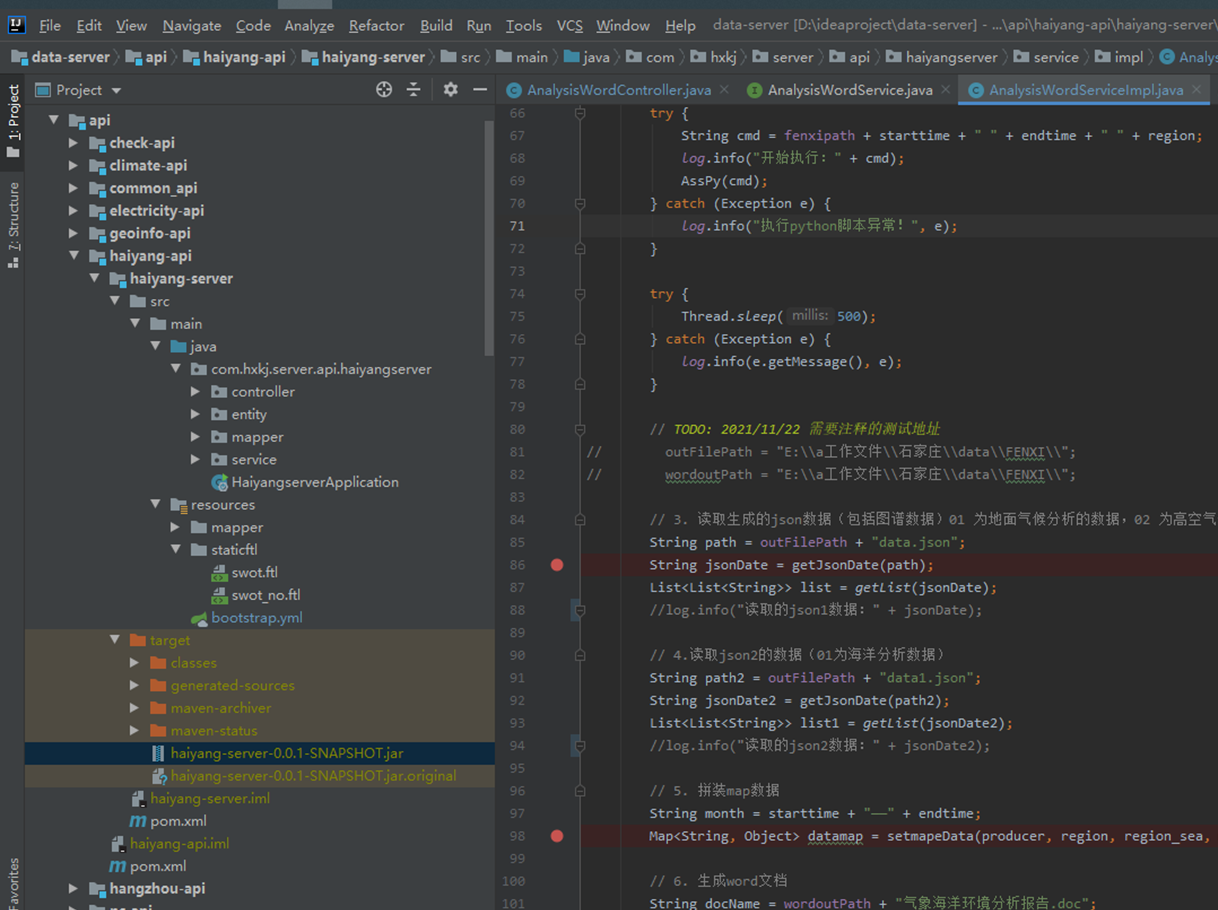 File Edit View Navigate Code Analyze Refactor Build Run Tools VCS Window Help data-server [D:\ideaproject\data-server] - ...\api\haiyang-api\haiyang-server\
data-server api haiyang-api haiyang-server src main java com hxkj server api haiyangserver service impl Analys
Project
AnalysisWordController.java AnalysisWordService.java AnalysisWordServiceImpl.java
1: Project
7: Structure
Favorites
api
check-api
climate-api
common_api
electricity-api
geoinfo-api
haiyang-api
haiyang-server
src
main
java
com.hxkj.server.api.haiyangserver
controller
entity
mapper
service
HaiyangserverApplication
resources
mapper
staticftl
swot.ftl
swot_no.ftl
bootstrap.yml
target
classes
generated-sources
maven-archiver
maven-status
haiyang-server-0.0.1-SNAPSHOT.jar
haiyang-server-0.0.1-SNAPSHOT.jar.original
haiyang-server.iml
pom.xml
haiyang-api.iml
pom.xml
hangzhou-api
66 try {
67 String cmd = fenxipath + starttime + " " + endtime + " " + region;
68 log.info("开始执行：" + cmd);
69 AssPy(cmd);
70 } catch (Exception e) {
71 log.info("执行python脚本异常！", e);
72 }
73
74 try {
75 Thread.sleep( millis: 500);
76 } catch (Exception e) {
77 log.info(e.getMessage(), e);
78 }
79
80 // TODO: 2021/11/22 需要注释的测试地址
81 // outFilePath = "E:\\a工作文件\\石家庄\\data\\FENXI\\";
82 // wordoutPath = "E:\\a工作文件\\石家庄\\data\\FENXI\\";
83
84 // 3. 读取生成的json数据（包括图谱数据）01 为地面气候分析的数据，02 为高空气
85 String path = outFilePath + "data.json";
86 String jsonDate = getJsonDate(path);
87 List<List<String>> list = getList(jsonDate);
88 //log.info("读取的json1数据：" + jsonDate);
89
90 // 4.读取json2的数据（01为海洋分析数据）
91 String path2 = outFilePath + "data1.json";
92 String jsonDate2 = getJsonDate(path2);
93 List<List<String>> list1 = getList(jsonDate2);
94 //log.info("读取的json2数据：" + jsonDate2);
95
96 // 5. 拼装map数据
97 String month = starttime + "——" + endtime;
98 Map<String, Object> datamap = setmapeData(producer, region, region_sea,
99
100 // 6. 生成word文档
101 String docName = wordoutPath + "气象海洋环境分析报告.doc";